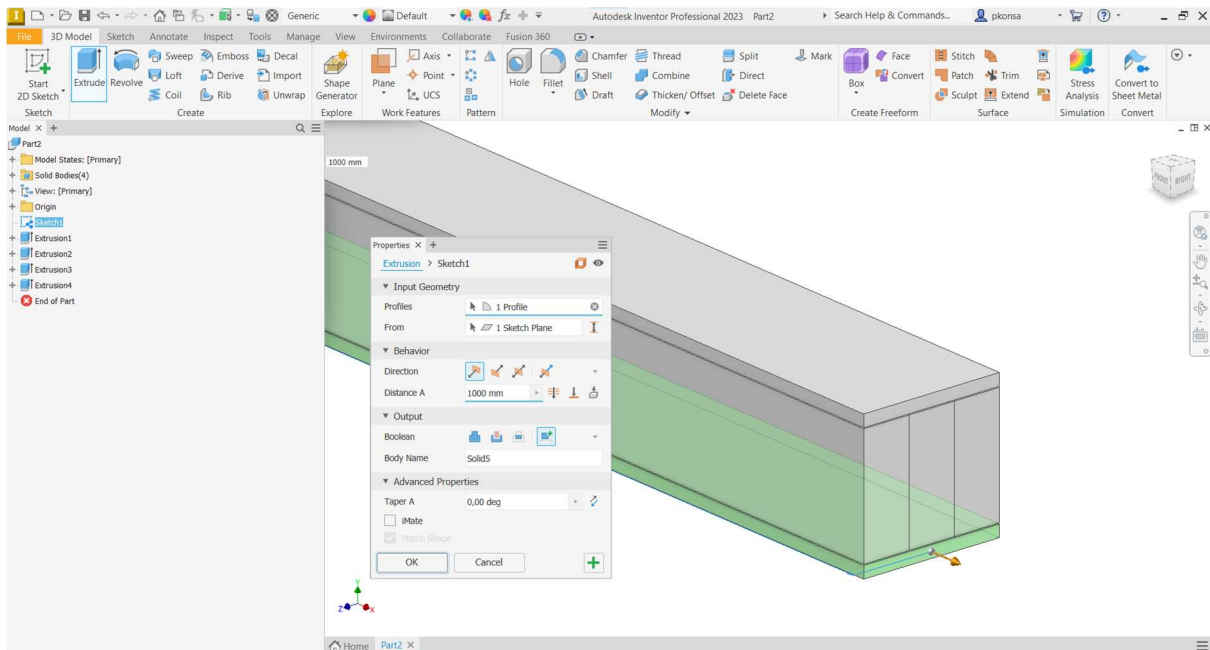 Generic Default Autodesk Inventor Professional 2023 Part2 Search Help & Commands... pkonsa
File 3D Model Sketch Annotate Inspect Tools Manage View Environments Collaborate Fusion 360
Start 2D Sketch
Extrude
Revolve
Sweep Emboss Decal
Loft Derive Import
Coil Rib Unwrap
Shape Generator
Plane
Axis
Point
UCS
Hole
Fillet
Chamfer Thread Split Mark
Shell Combine Direct
Draft Thicken/ Offset Delete Face
Box
Face
Convert
Stitch
Patch Trim
Sculpt Extend
Stress Analysis
Convert to Sheet Metal
Sketch Create Explore Work Features Pattern Modify Create Freeform Surface Simulation Convert
Model
Part2
Model States: [Primary]
Solid Bodies(4)
View: [Primary]
Origin
Sketch1
Extrusion1
Extrusion2
Extrusion3
Extrusion4
End of Part
1000 mm
FRONT RIGHT
Properties
Extrusion > Sketch1
Input Geometry
Profiles 1 Profile
From 1 Sketch Plane
Behavior
Direction
Distance A 1000 mm
Output
Boolean
Body Name Solid5
Advanced Properties
Taper A 0,00 deg
iMate
Match Shape
OK Cancel
Y
Z X
Home Part2